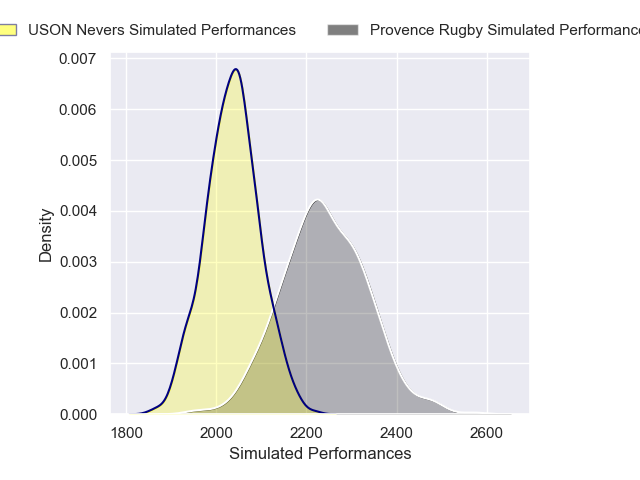 USON Nevers Simulated Performances
Provence Rugby Simulated Performance
0.007
0.006
0.005
0.004
0.003
0.002
0.001
0.000
Density
1800 2000 2200 2400 2600
Simulated Performances